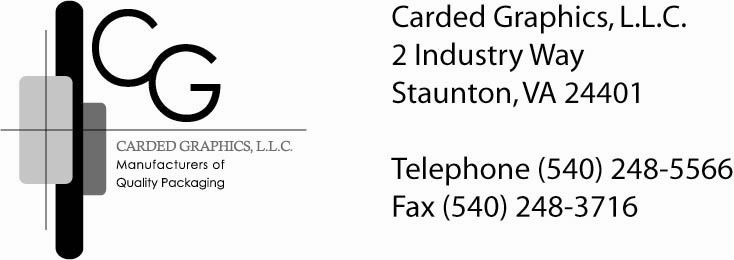 CG
CARDED GRAPHICS, L.L.C.
Manufacturers of
Quality Packaging
Carded Graphics, L.L.C.
2 Industry Way
Staunton, VA 24401
Telephone (540) 248-5566
Fax (540) 248-3716